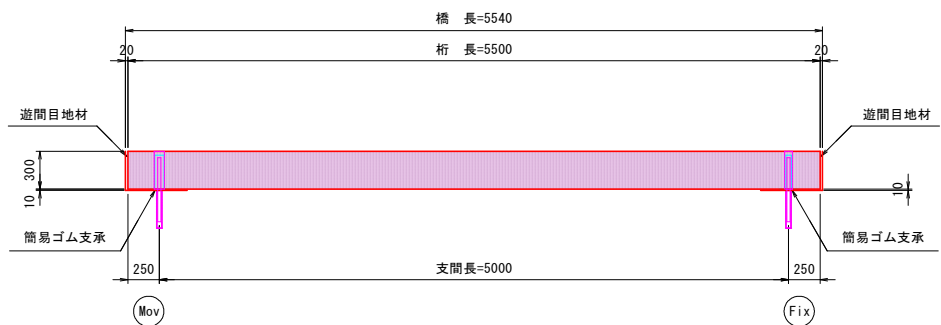 橋　長=5540
20
桁　長=5500
20
遊間目地材
遊間目地材
300
10
10
簡易ゴム支承
簡易ゴム支承
250
支間長=5000
250
Mov
Fix